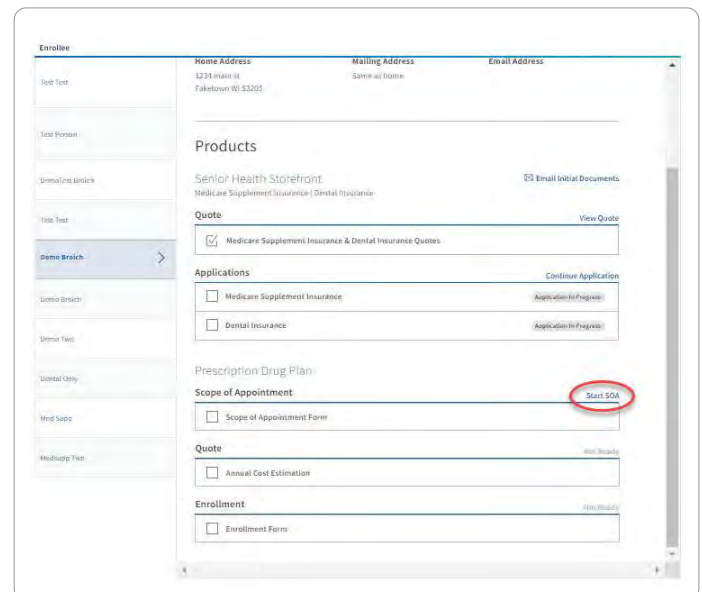 Enrollee
Home Address Mailing Address Email Address
1234 main st Same as home
Faketown WI 53205
Test Test
Test Person
DemoTest Broich
Test Test
Demo Broich
Demo Broich
Demo Two
Dental Only
Med Supp
Medsupp Two
Products
Senior Health Storefront
Medicare Supplement Insurance | Dental Insurance
Email Initial Documents
Quote View Quote
Medicare Supplement Insurance & Dental Insurance Quotes
Applications Continue Application
Medicare Supplement Insurance Application In Progress
Dental Insurance Application In Progress
Prescription Drug Plan
Scope of Appointment Start SOA
Scope of Appointment Form
Quote Not Ready
Annual Cost Estimation
Enrollment Not Ready
Enrollment Form